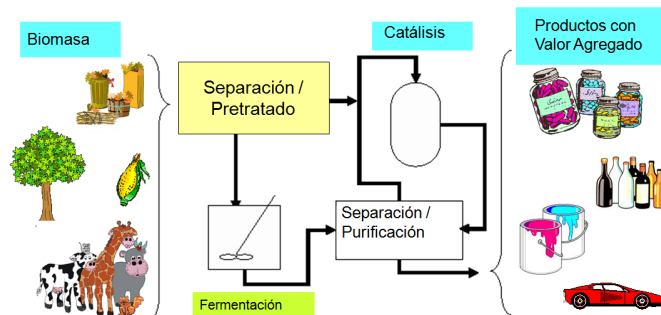 Biomasa
Separación /
Pretratado
Catálisis
Productos con
Valor Agregado
Separación /
Purificación
Fermentación